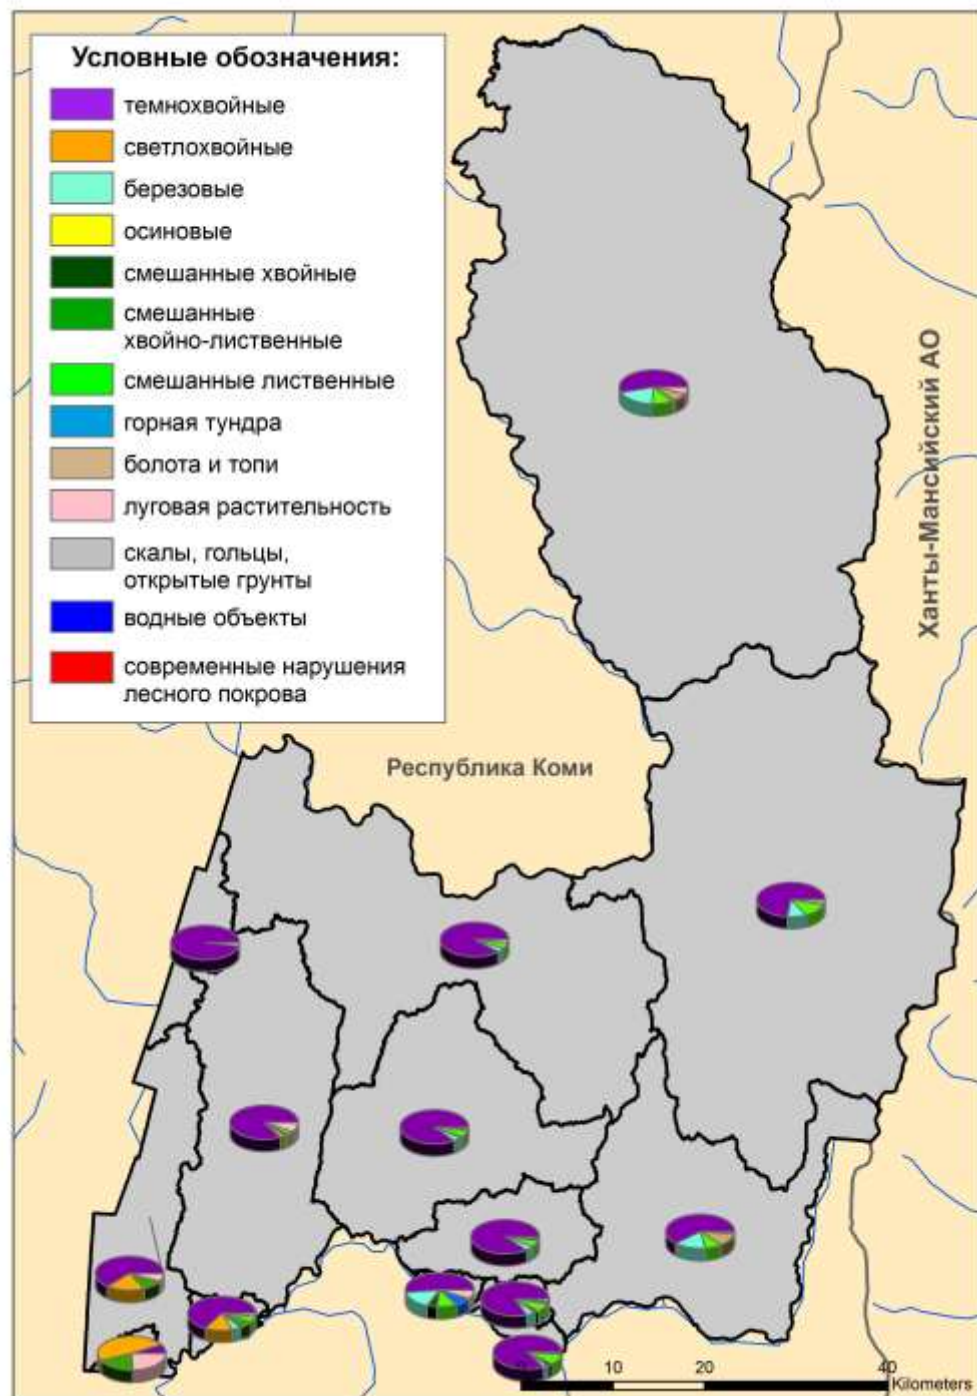 Условные обозначения:
темнохвойные
светлохвойные
березовые
осиновые
смешанные хвойные
смешанные
хвойно-лиственные
смешанные лиственные
горная тундра
болота и топи
луговая растительность
скалы, гольцы,
открытые грунты
водные объекты
современные нарушения
лесного покрова
Ханты-Мансийский АО
Республика Коми
10
20
40
Kilometers